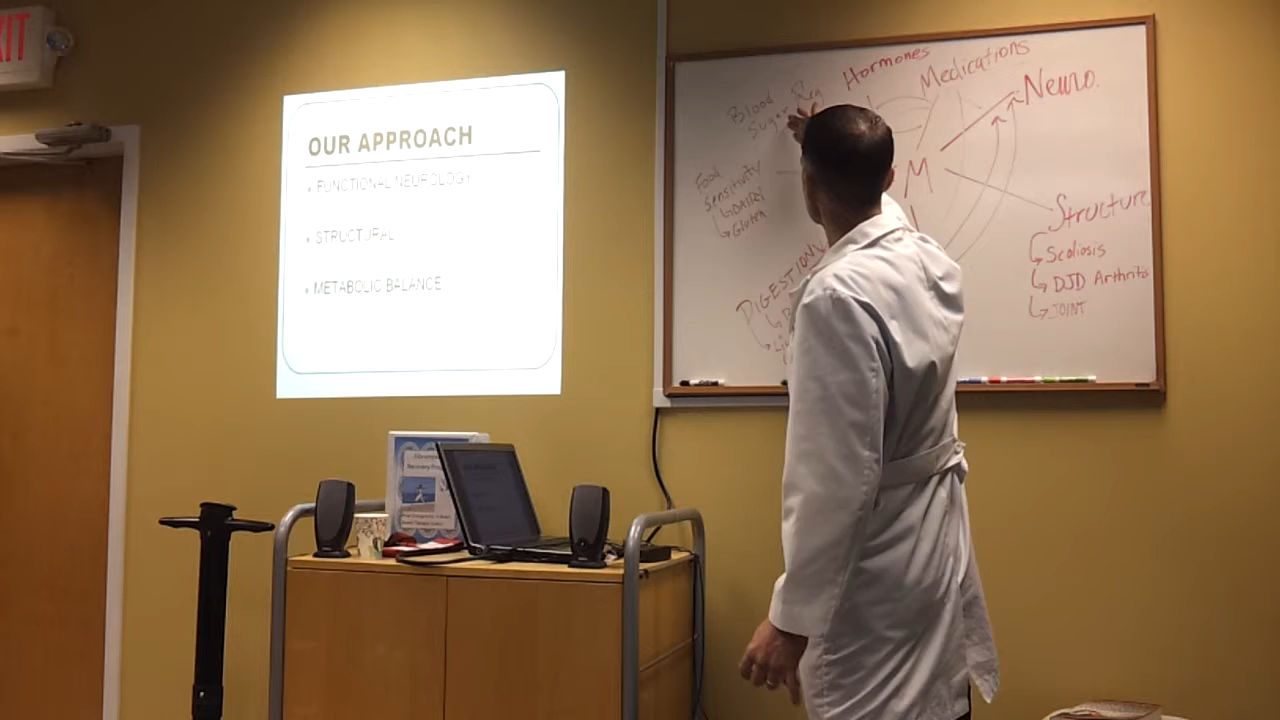 EXIT
OUR APPROACH
• FUNCTIONAL NEUROLOGY
• STRUCTURAL
• METABOLIC BALANCE
Blood
Sugar Reg
Hormones
Medications
Neuro.
Food
Sensitivity
DAIRY
Gluten
M
Structure
Scoliosis
DJD Arthritis
JOINT
DIGESTION
Recovery